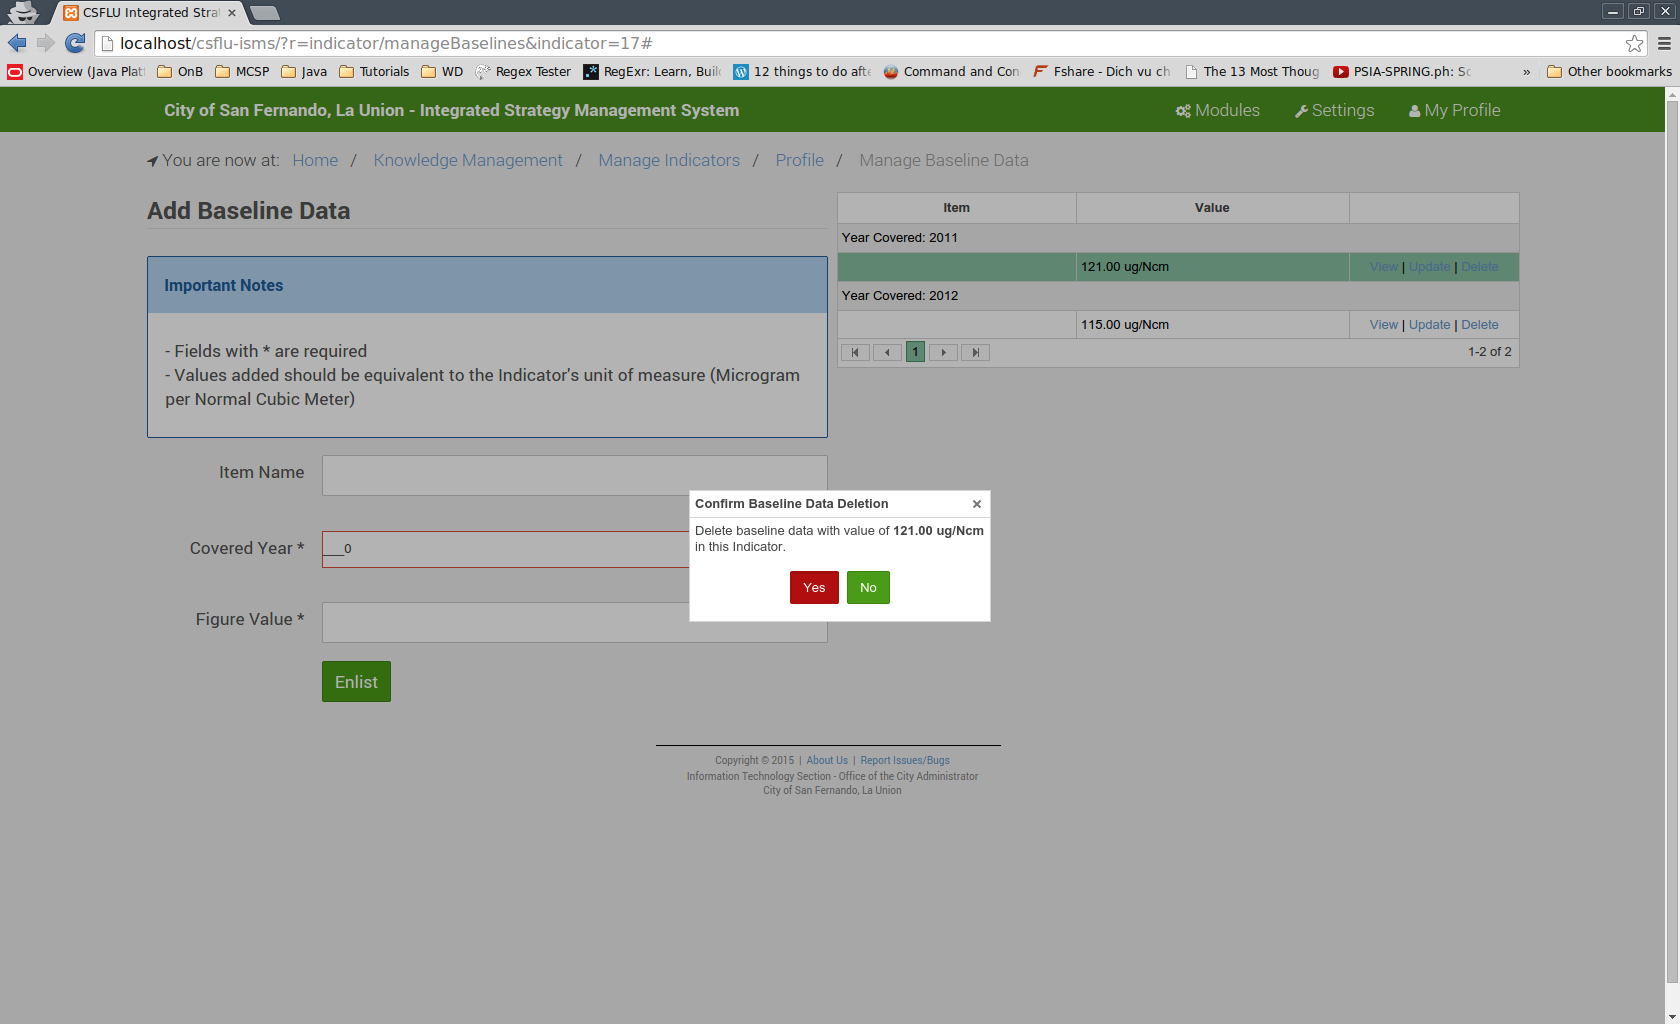 CSFLU Integrated Stra
localhost/csflu-isms/?r=indicator/manageBaselines&indicator=17#
Overview (Java Plat OnB MCSP Java Tutorials WD Regex Tester RegExr: Learn, Buil 12 things to do afte Command and Con Fshare - Dich vu ch The 13 Most Thoug PSIA-SPRING.ph: Sc » Other bookmarks
City of San Fernando, La Union - Integrated Strategy Management System Modules Settings My Profile
You are now at: Home / Knowledge Management / Manage Indicators / Profile / Manage Baseline Data
Add Baseline Data
Important Notes
- Fields with * are required
- Values added should be equivalent to the Indicator's unit of measure (Microgram
per Normal Cubic Meter)
Item Name
Covered Year *
___0
Figure Value *
Enlist
Item Value
Year Covered: 2011
121.00 ug/Ncm View | Update | Delete
Year Covered: 2012
115.00 ug/Ncm View | Update | Delete
1 1-2 of 2
Confirm Baseline Data Deletion ×
Delete baseline data with value of 121.00 ug/Ncm
in this Indicator.
Yes No
Copyright © 2015 | About Us | Report Issues/Bugs
Information Technology Section - Office of the City Administrator
City of San Fernando, La Union